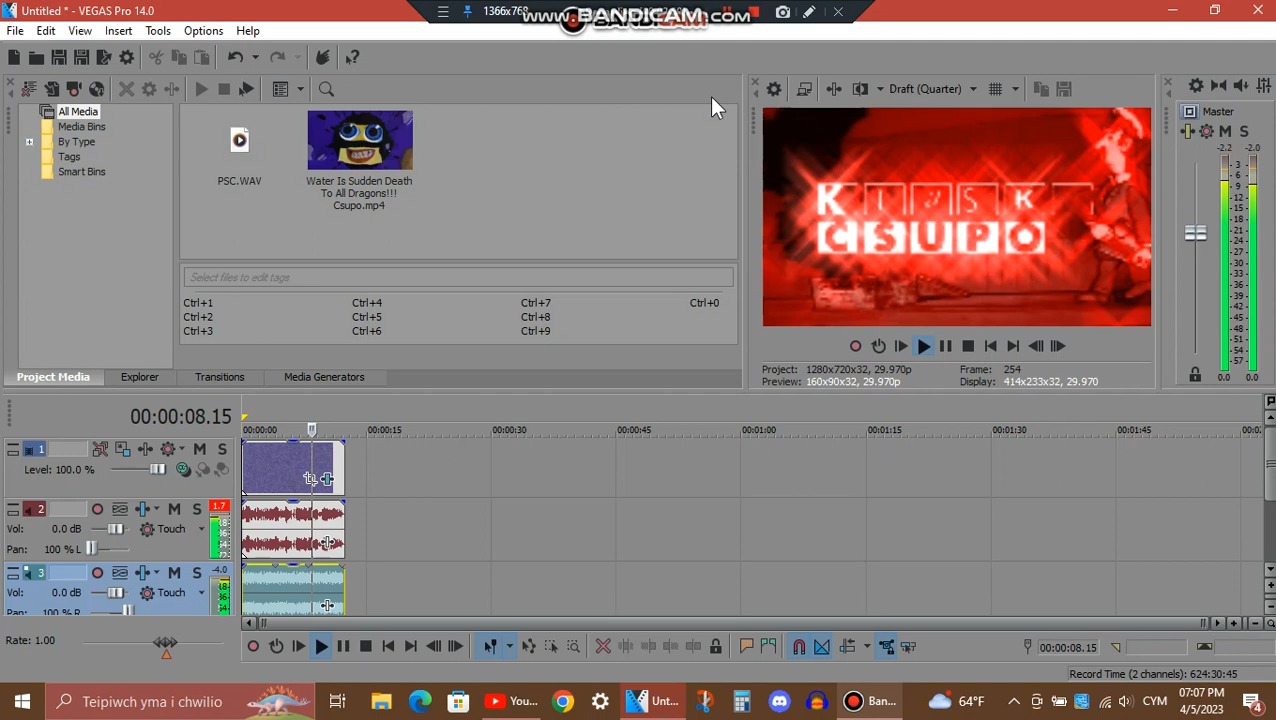 Untitled * - VEGAS Pro 14.0
1366x768
www.BANDICAM.com
File Edit View Insert Tools Options Help
Draft (Quarter)
Master
All Media
Media Bins
By Type
Tags
Smart Bins
PSC.WAV
Water Is Sudden Death
To All Dragons!!!
Csupo.mp4
Select files to edit tags
Ctrl+1 Ctrl+4 Ctrl+7 Ctrl+0
Ctrl+2 Ctrl+5 Ctrl+8
Ctrl+3 Ctrl+6 Ctrl+9
CSUPO
-2.2 -2.0
3
6
9
12
15
18
21
24
27
30
33
36
39
42
45
48
51
54
57
0.0 0.0
Project: 1280x720x32, 29.970p Frame: 254
Preview: 160x90x32, 29.970p Display: 414x233x32, 29.970
Project Media Explorer Transitions Media Generators
00:00:08.15
00:00:00 00:00:15 00:00:30 00:00:45 00:01:00 00:01:15 00:01:30 00:01:45 00:02
1 M S
Level: 100.0 %
2 M S 1.7
Vol: 0.0 dB Touch
Pan: 100 % L
3 M S -4.0
Vol: 0.0 dB Touch
Pan: 100 % R
Rate: 1.00
00:00:08.15
Record Time (2 channels): 624:30:45
Teipiwch yma i chwilio
You...
Unt...
Ban...
64°F
CYM
07:07 PM
4/5/2023
4